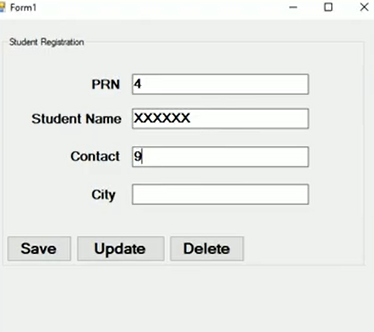 Form1
Student Registration
PRN 4
Student Name XXXXXX
Contact 9
City
Save Update Delete